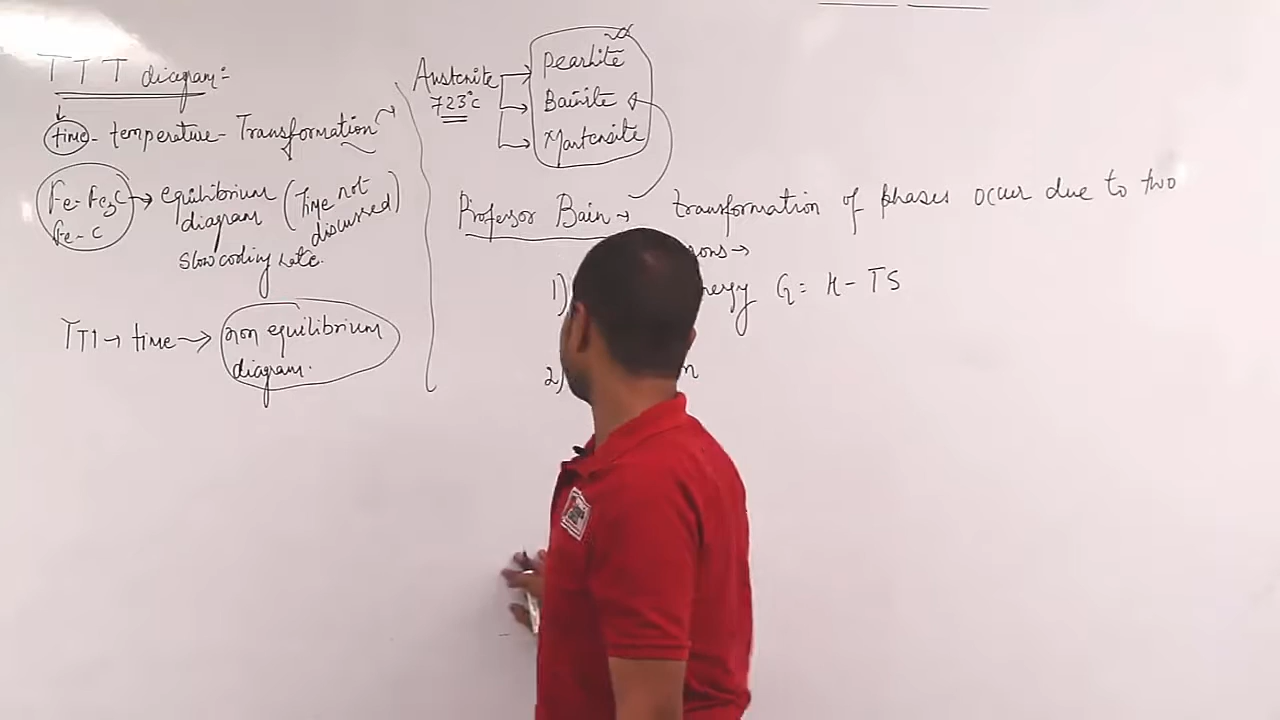 TTT diagram:-
time - temperature - Transformation
Fe-Fe3C → equilibrium diagram (Time not discussed)
Fe-C
slow cooling rate.
TTT → time → non equilibrium diagram.
Austenite
723°C
Pearlite
Bainite
Martensite
Professor Bain → transformation of phases occur due to two
1)
G = H - TS
2)